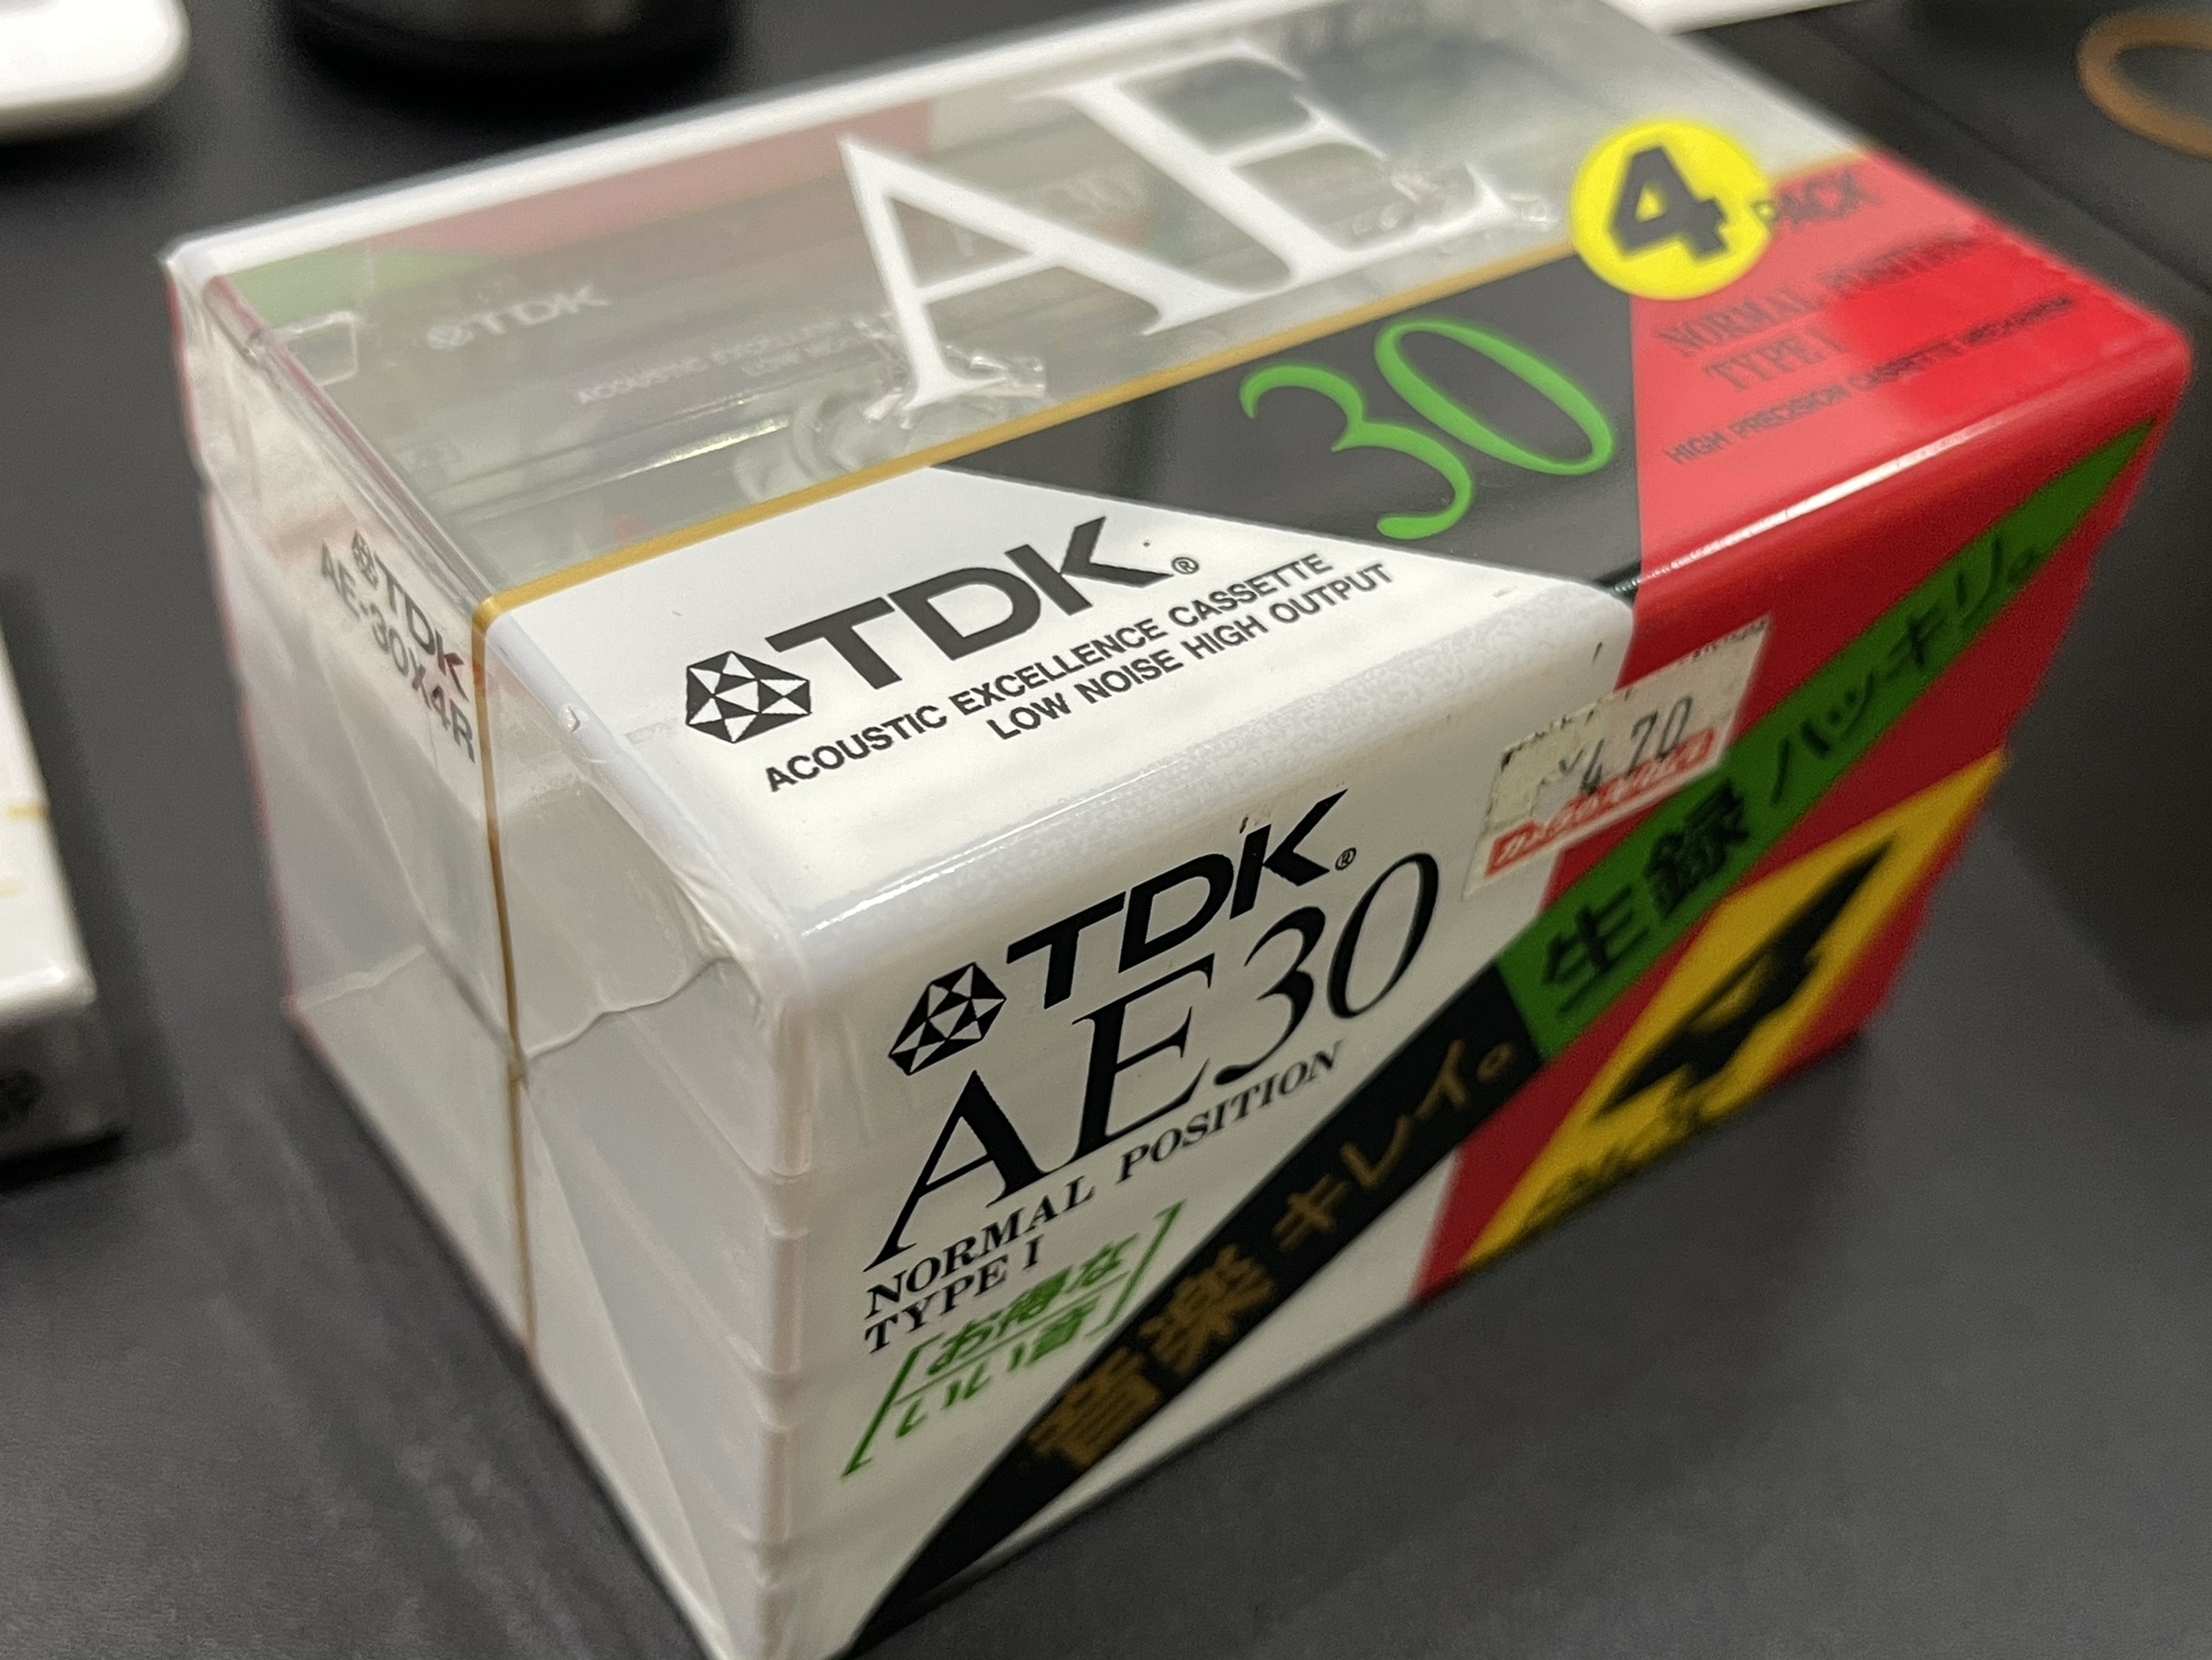 AE
4
PACK
NORMAL POSITION
TYPE I
HIGH PRECISION CASSETTE MECHANISM
30
TDK
TDK®
ACOUSTIC EXCELLENCE CASSETTE
LOW NOISE HIGH OUTPUT
TDK
AE-30X4R
¥470
TDK®
AE30
NORMAL POSITION
TYPE I
お得な
いい音
音楽 キレイ。
生録 ハッキリ。
4